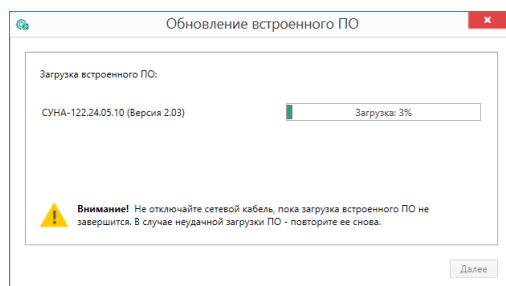 Обновление встроенного ПО
Загрузка встроенного ПО:
СУНА-122.24.05.10 (Версия 2.03)
Загрузка: 3%
Внимание! Не отключайте сетевой кабель, пока загрузка встроенного ПО не
завершится. В случае неудачной загрузки ПО - повторите ее снова.
Далее